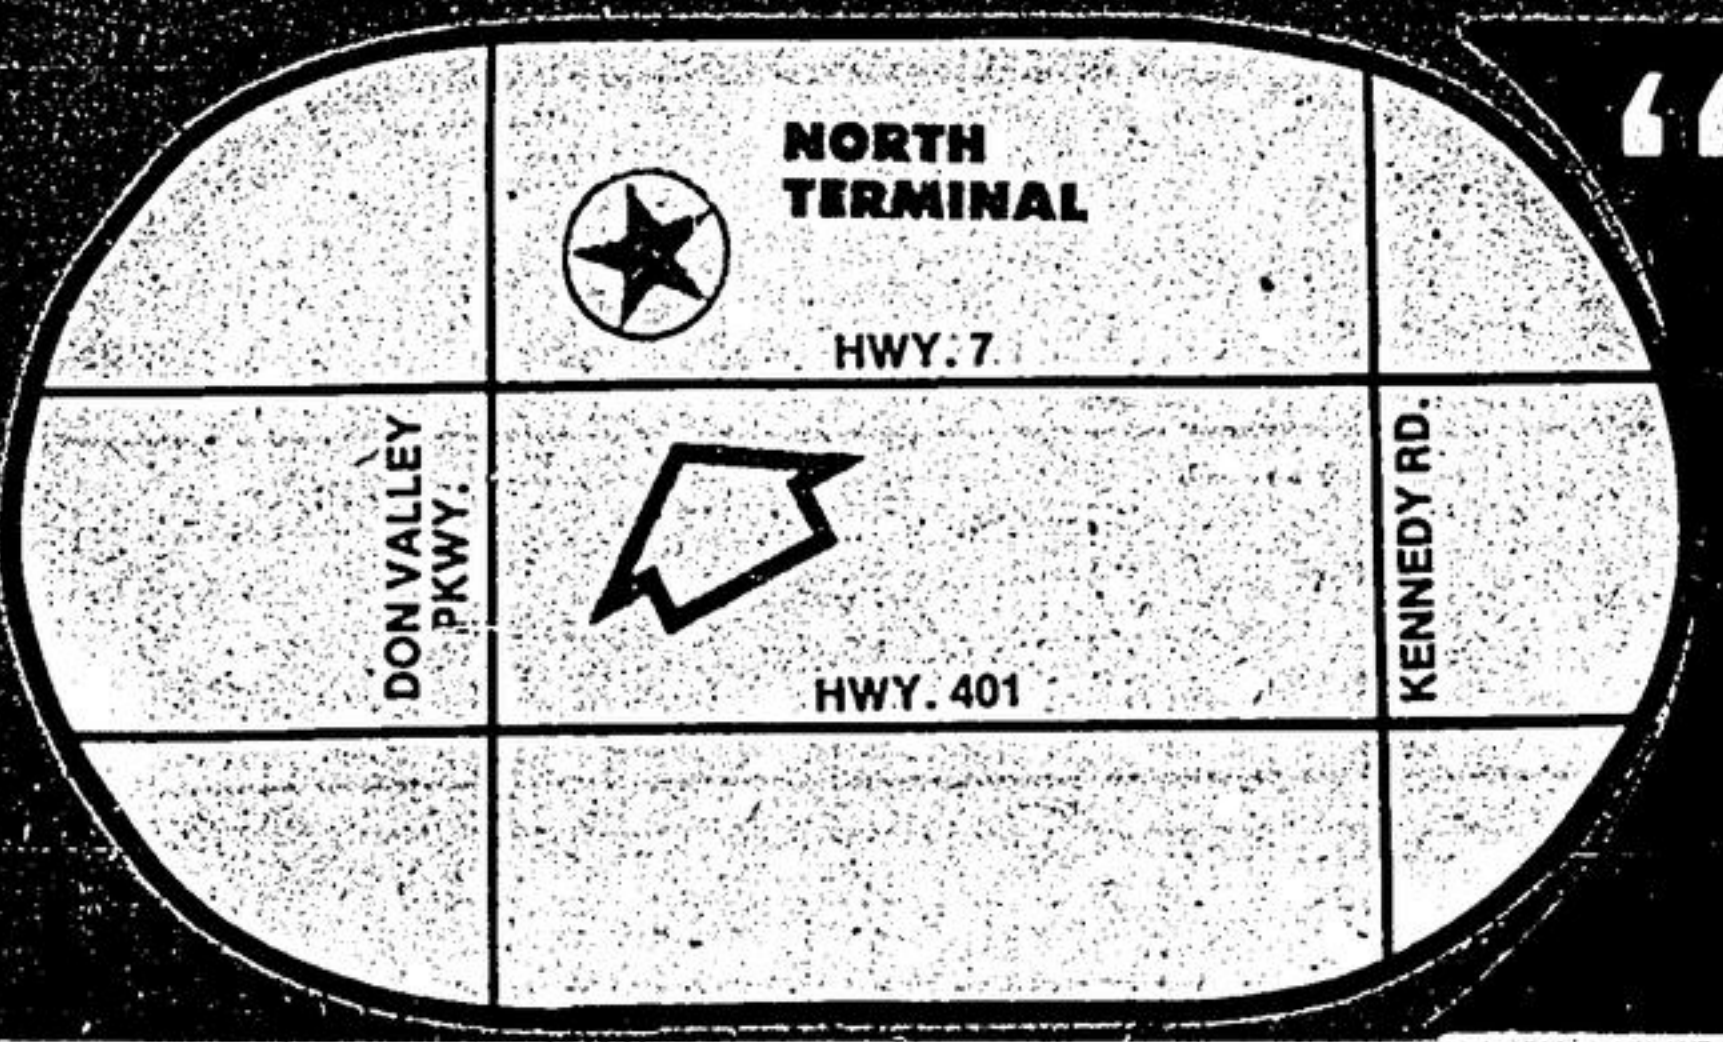 “
NORTH
TERMINAL
HWY. 7
DON VALLEY
PKWY.
KENNEDY RD.
HWY. 401